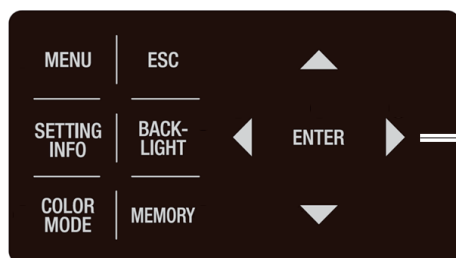 MENU
ESC
SETTING
INFO
BACK-
LIGHT
ENTER
COLOR
MODE
MEMORY